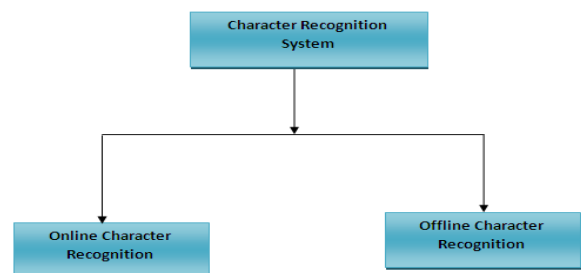 Character Recognition
System
Online Character
Recognition
Offline Character
Recognition